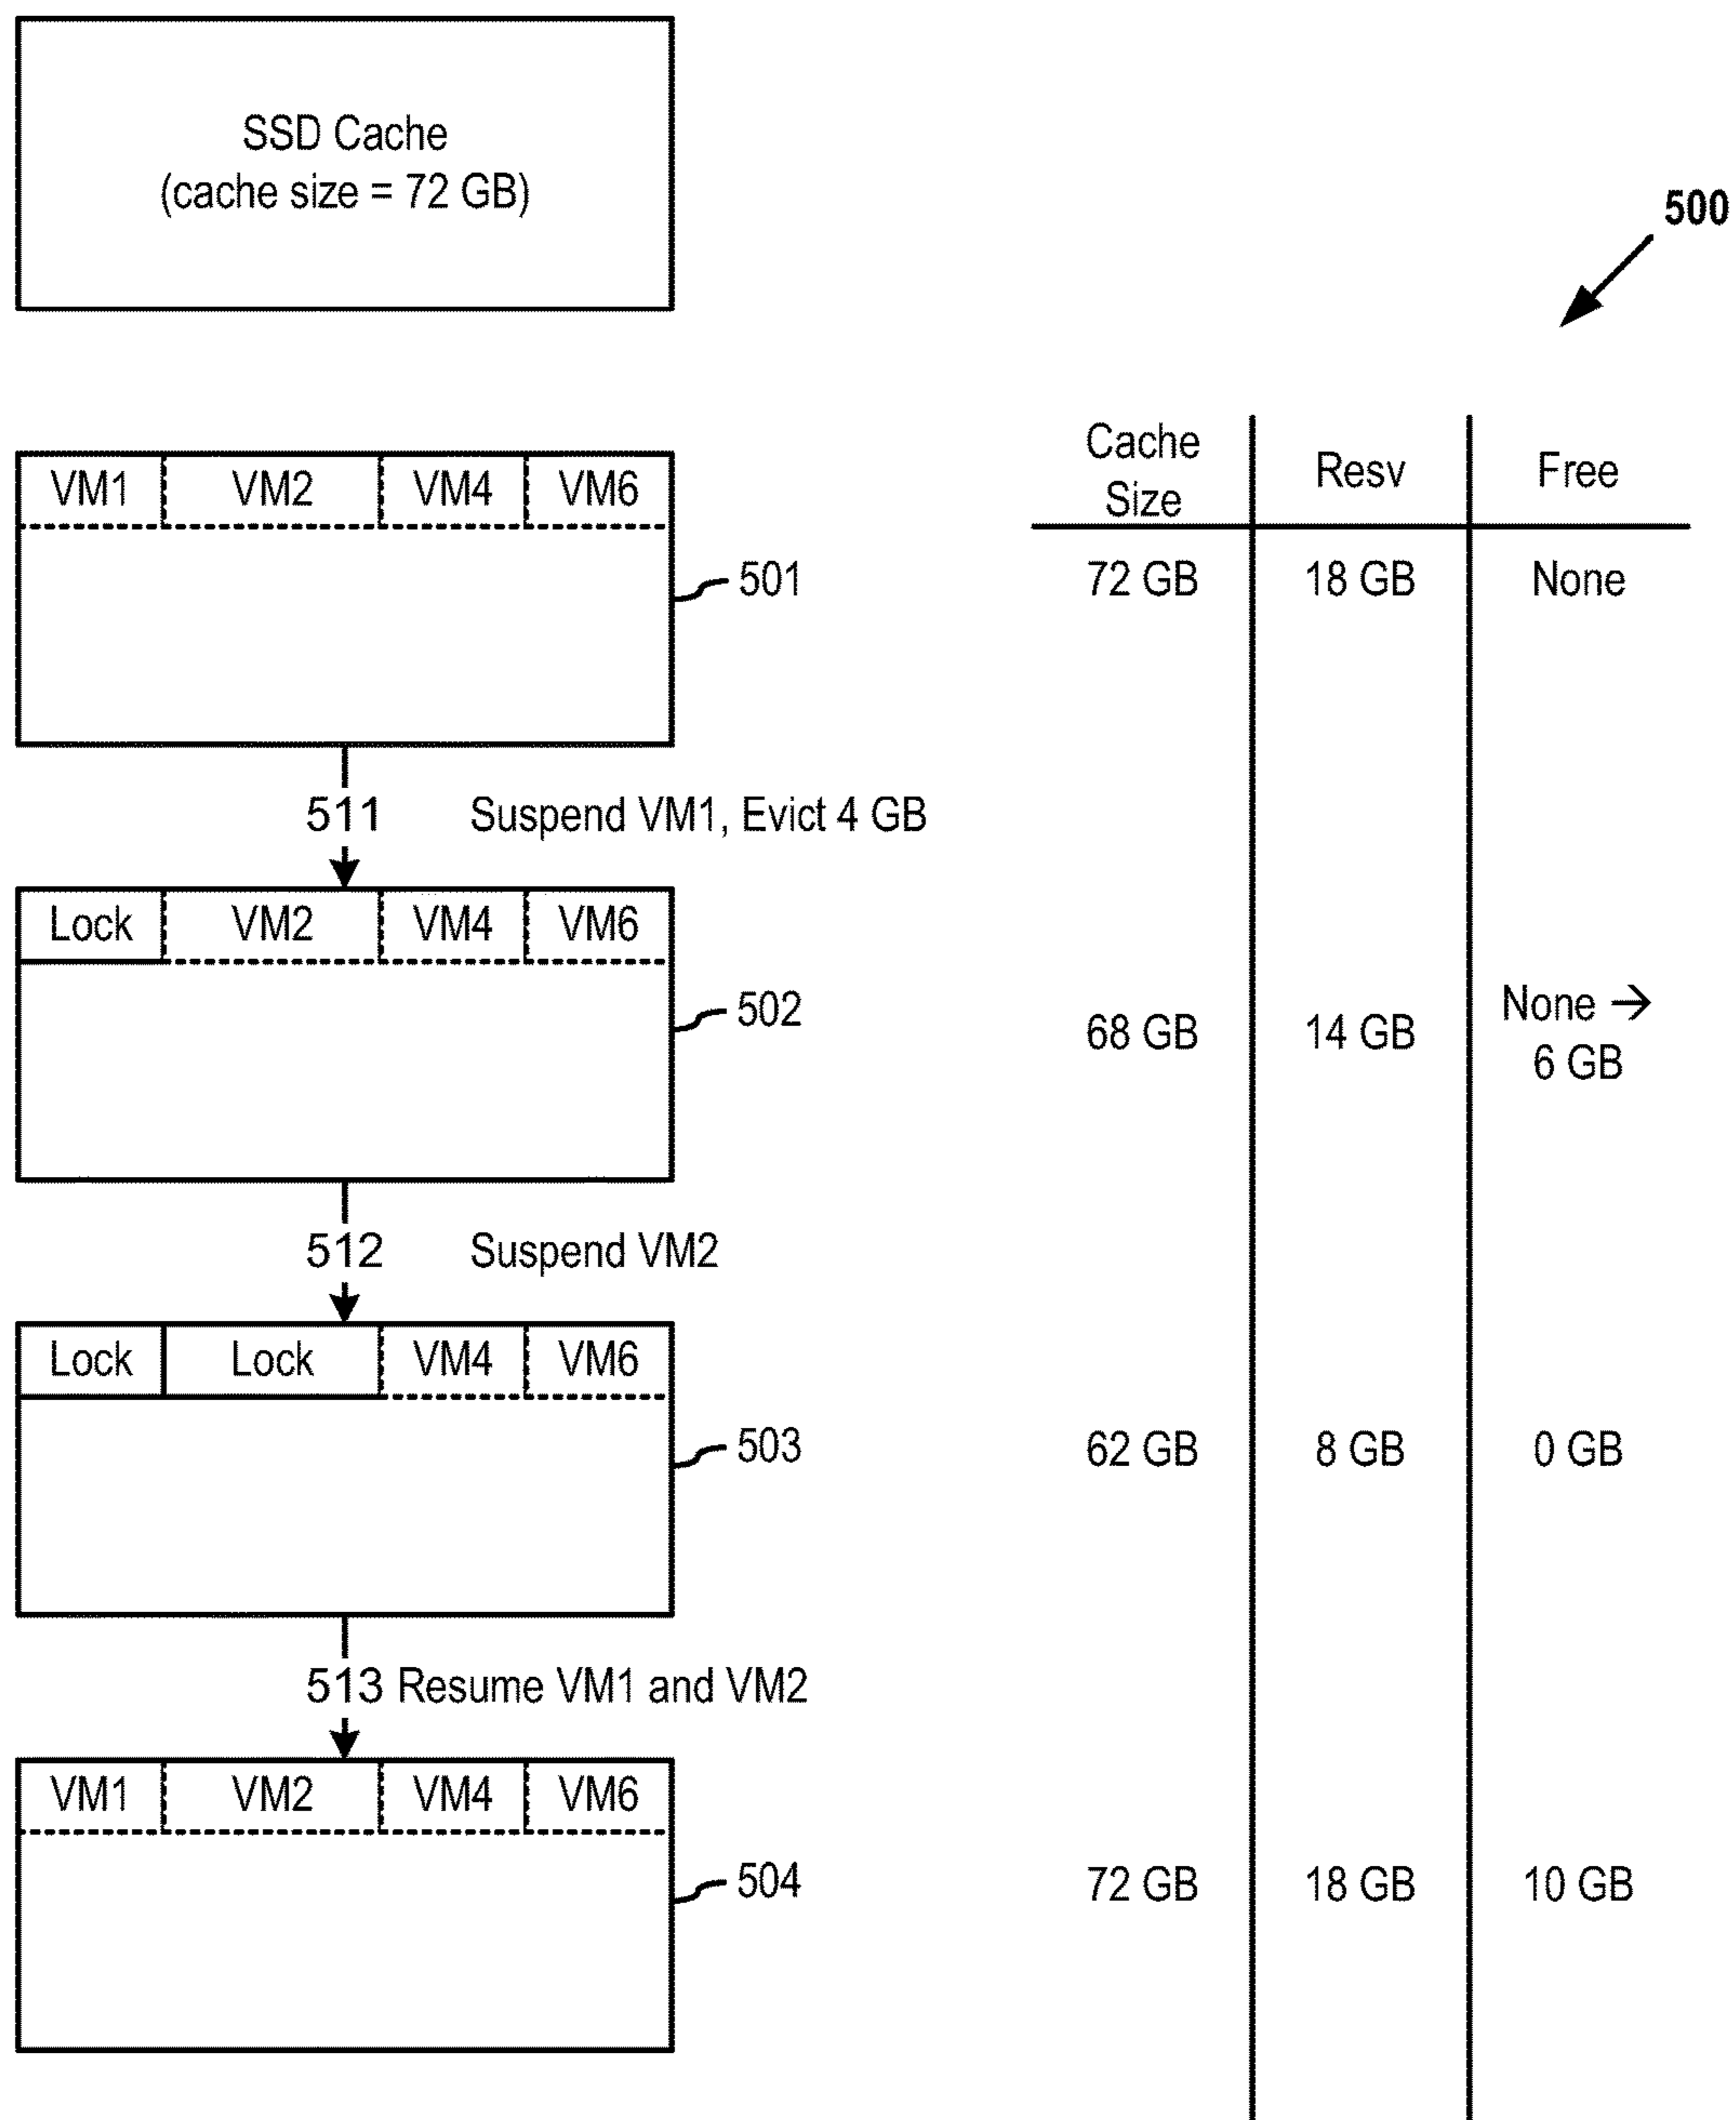 SSD Cache
(cache size = 72 GB)
500
Cache
Size
Resv
Free
VM1 VM2 VM4 VM6
501
72 GB 18 GB None
511 Suspend VM1, Evict 4 GB
Lock VM2 VM4 VM6
502
68 GB 14 GB
None →
6 GB
512 Suspend VM2
Lock Lock VM4 VM6
503
62 GB 8 GB 0 GB
513 Resume VM1 and VM2
VM1 VM2 VM4 VM6
504
72 GB 18 GB 10 GB